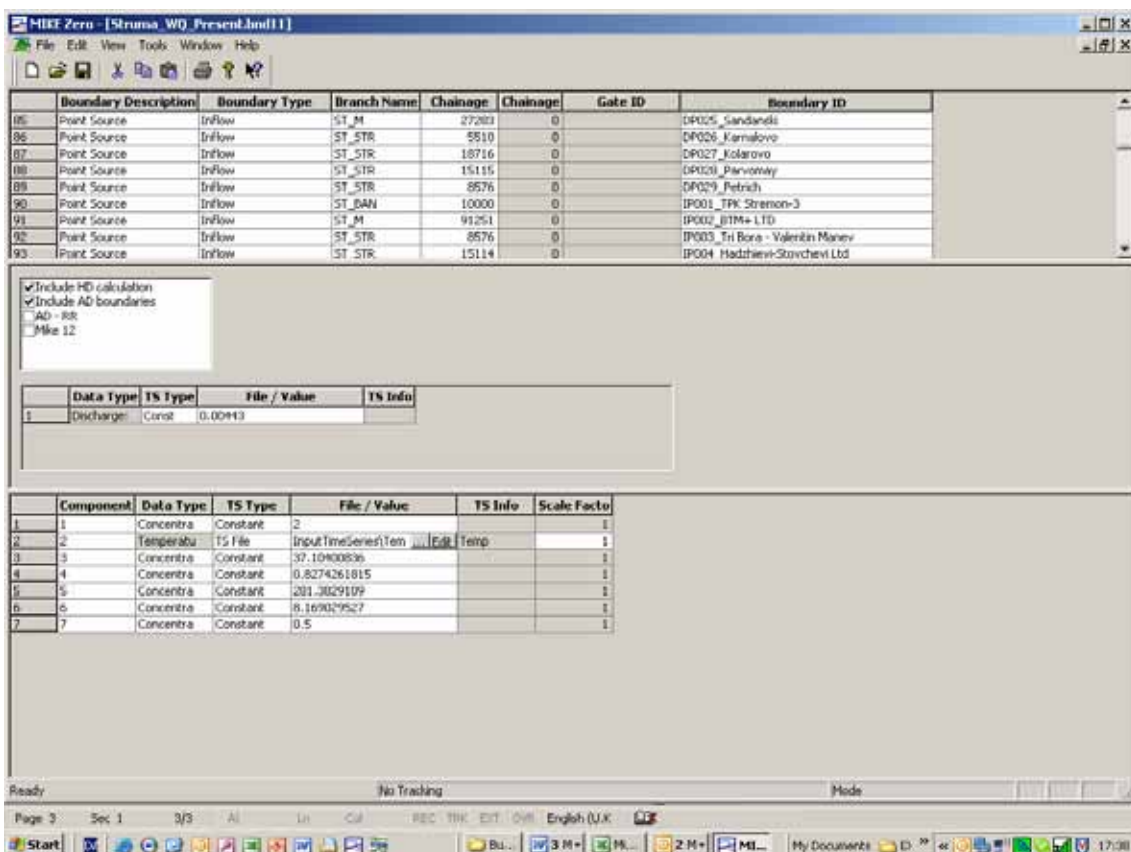 MIKE Zero - [Struma_WQ_Present.bnd11]
File Edit View Tools Window Help
Boundary Description Boundary Type Branch Name Chainage Chainage Gate ID Boundary ID
85 Point Source Inflow ST_M 27283 0 DP025_Sandanski
86 Point Source Inflow ST_STR 5510 0 DP026_Karnalovo
87 Point Source Inflow ST_STR 18716 0 DP027_Kolarovo
88 Point Source Inflow ST_STR 15115 0 DP028_Parvomay
89 Point Source Inflow ST_STR 8576 0 DP029_Petrich
90 Point Source Inflow ST_BAN 10000 0 IP001_TPK Stremon-3
91 Point Source Inflow ST_M 91251 0 IP002_BTM+ LTD
92 Point Source Inflow ST_STR 8576 0 IP003_Tri Bora - Valentin Manev
93 Point Source Inflow ST_STR 15114 0 IP004_Hadzhievi-Stovchevi Ltd
Include HD calculation
Include AD boundaries
AD - RR
Mike 12
Data Type TS Type File / Value TS Info
1 Discharge: Const 0.00443
Component Data Type TS Type File / Value TS Info Scale Facto
1 1 Concentra Constant 2 1
2 2 Temperatu TS File InputTimeSeries\Tem ... Edit Temp 1
3 3 Concentra Constant 37.10400836 1
4 4 Concentra Constant 0.8274261815 1
5 5 Concentra Constant 201.3029109 1
6 6 Concentra Constant 8.169029527 1
7 7 Concentra Constant 0.5 1
Ready No Tracking Mode
Page 3 Sec 1 3/3 At Ln Col REC TRK EXT OVR English (U.K
Start Bu... 3 M M... 2 M MI... My Documents D » « 17:38